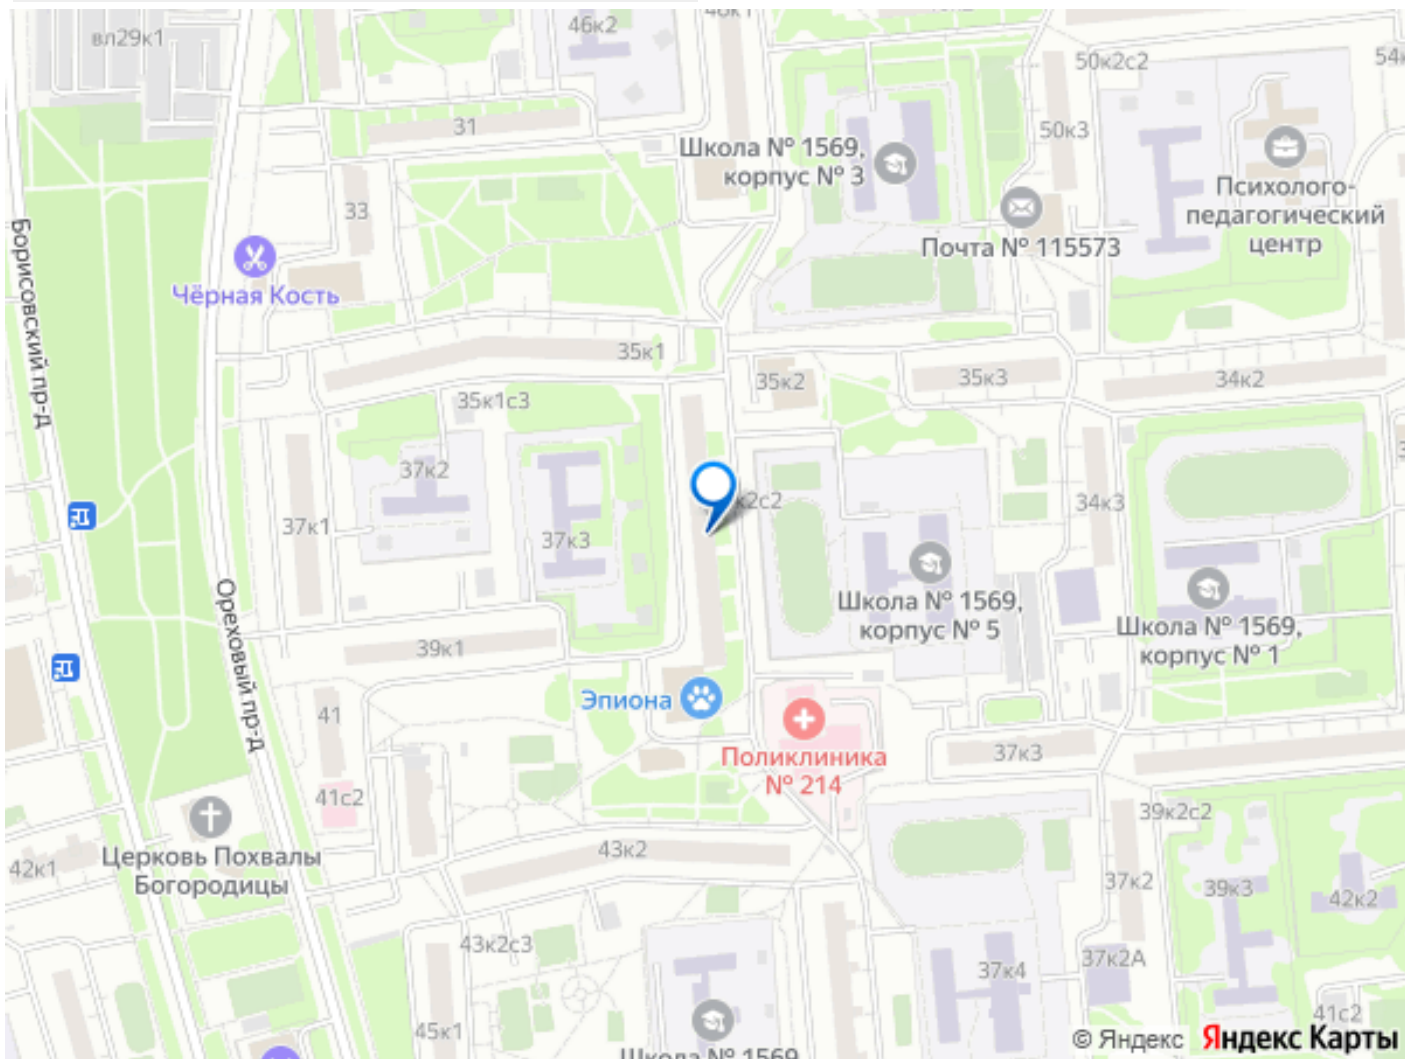 вл29к1
46к2
31
50к2с2
50к3
Школа № 1569,
корпус № 3
Психолого-
педагогический
центр
33
Почта № 115573
Чёрная Кость
Борисовский пр-д
35к1
35к2
35к3
34к2
35к1с3
37к2
37к1
37к3
к2с2
34к3
Ореховый пр-д
Школа № 1569,
корпус № 5
Школа № 1569,
корпус № 1
39к1
Эпиона
41
Поликлиника
№ 214
37к3
41с2
39к2с2
Церковь Похвалы
Богородицы
42к1
43к2
37к2
39к3
42к2
43к2с3
37к4
37к2А
45к1
41с2
Школа № 1569
© Яндекс Яндекс Карты